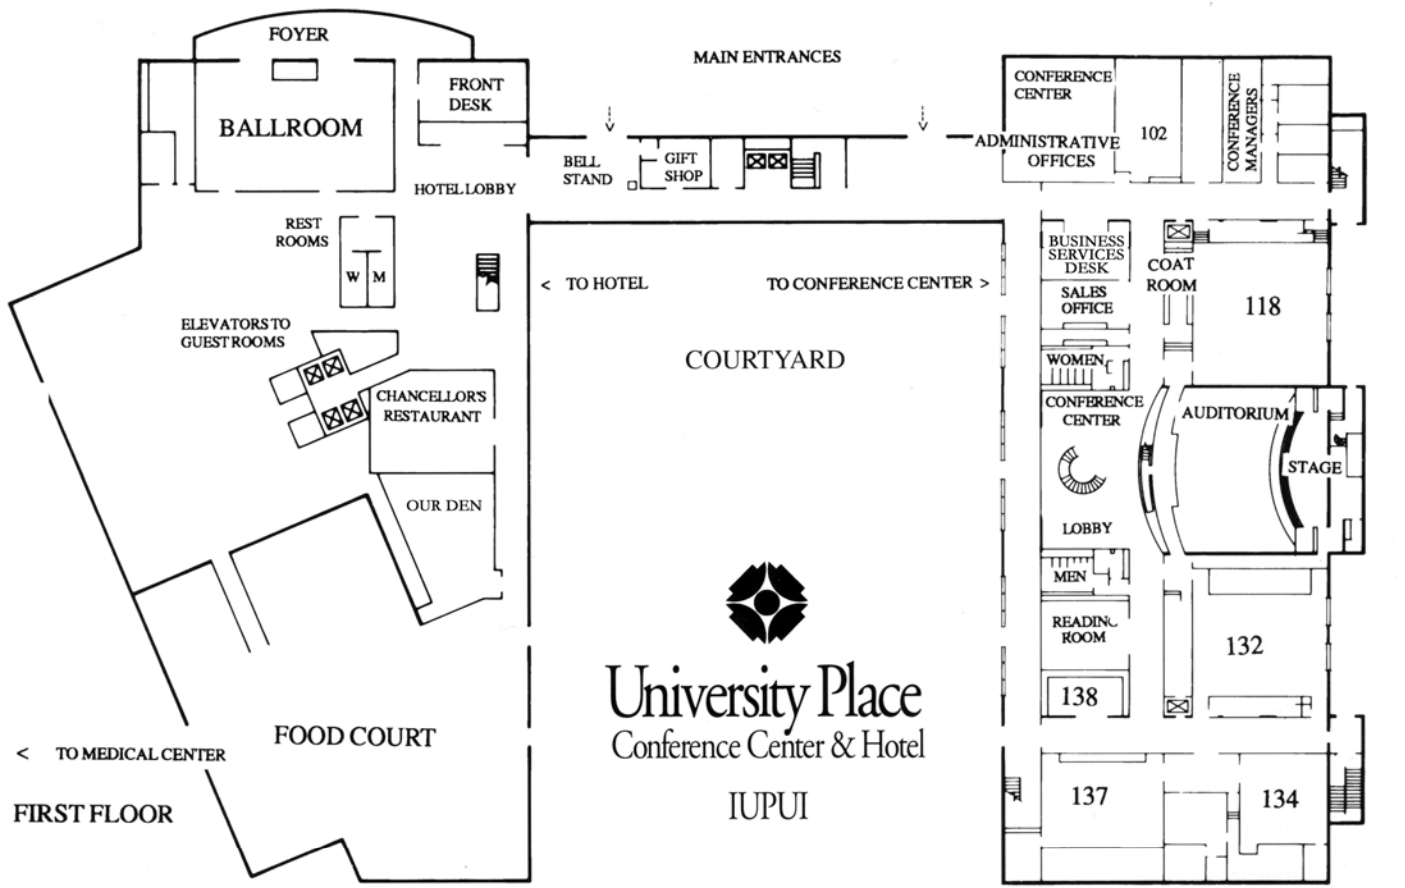 FOYER
MAIN ENTRANCES
FRONT
DESK
BALLROOM
HOTEL LOBBY
BELL
STAND
GIFT
SHOP
CONFERENCE
CENTER
ADMINISTRATIVE
OFFICES
102
CONFERENCE
MANAGERS
REST
ROOMS
W M
< TO HOTEL
TO CONFERENCE CENTER >
BUSINESS
SERVICES
DESK
COAT
ROOM
SALES
OFFICE
118
ELEVATORS TO
GUEST ROOMS
COURTYARD
WOMEN
CHANCELLOR'S
RESTAURANT
CONFERENCE
CENTER
LOBBY
AUDITORIUM
STAGE
OUR DEN
MEN
READING
ROOM
132
138
University Place
Conference Center & Hotel
IUPUI
FOOD COURT
< TO MEDICAL CENTER
FIRST FLOOR
137
134